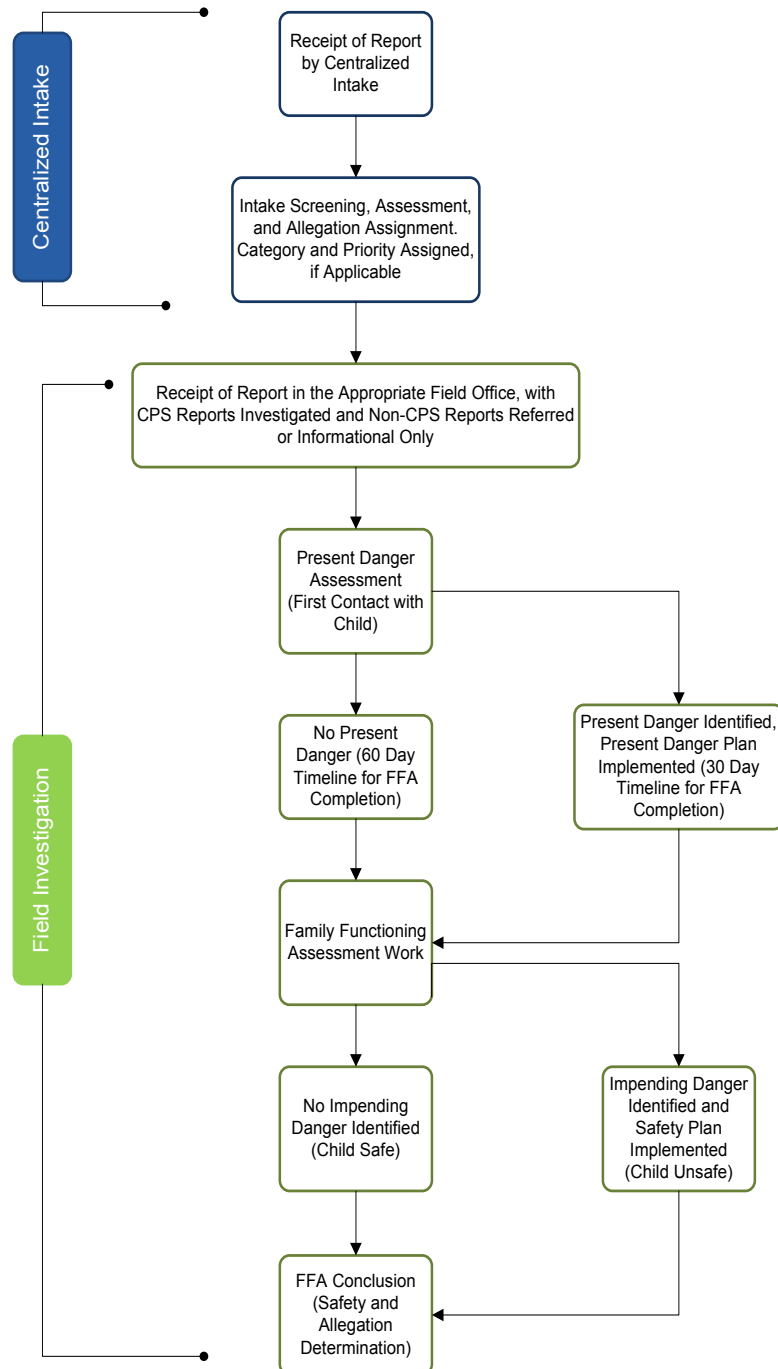 Centralized Intake
Receipt of Report
by Centralized
Intake
Intake Screening, Assessment,
and Allegation Assignment.
Category and Priority Assigned,
if Applicable
Field Investigation
Receipt of Report in the Appropriate Field Office, with
CPS Reports Investigated and Non-CPS Reports Referred
or Informational Only
Present Danger
Assessment
(First Contact with
Child)
No Present
Danger (60 Day
Timeline for FFA
Completion)
Present Danger Identified,
Present Danger Plan
Implemented (30 Day
Timeline for FFA
Completion)
Family Functioning
Assessment Work
No Impending
Danger Identified
(Child Safe)
Impending Danger
Identified and
Safety Plan
Implemented
(Child Unsafe)
FFA Conclusion
(Safety and
Allegation
Determination)